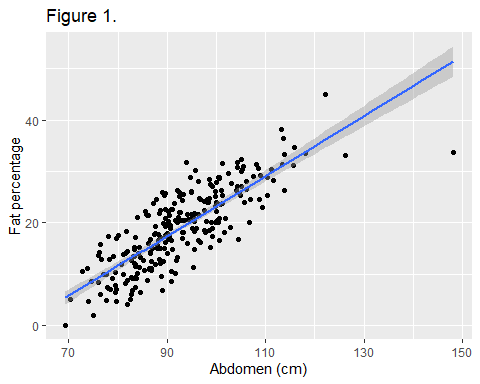 Figure 1.
Fat percentage
40
20
0
70 90 110 130 150
Abdomen (cm)